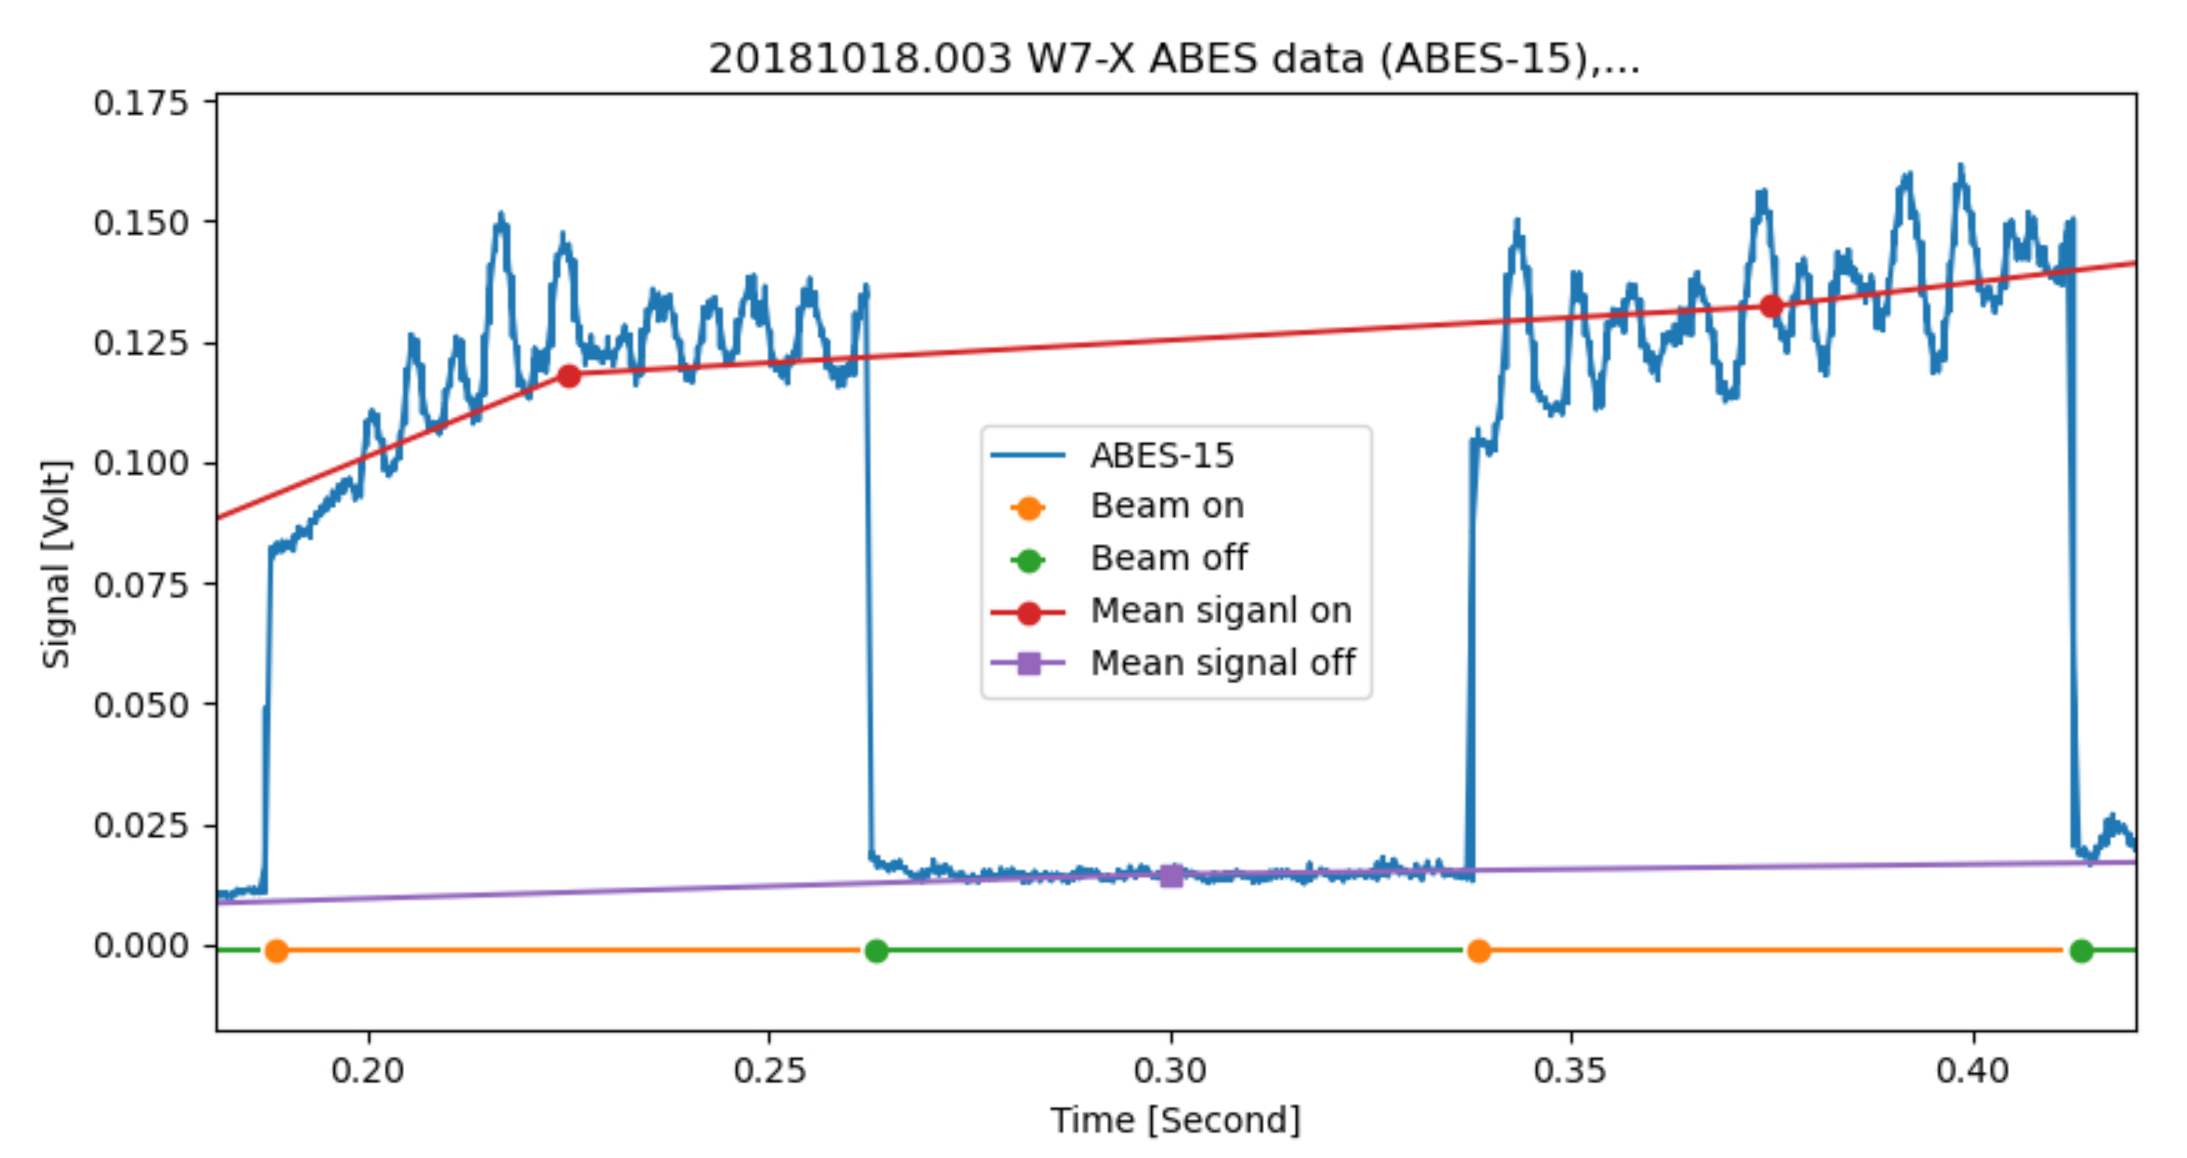 20181018.003 W7-X ABES data (ABES-15),...
0.175
0.150
0.125
0.100
0.075
0.050
0.025
0.000
Signal [Volt]
ABES-15
Beam on
Beam off
Mean siganl on
Mean signal off
0.20 0.25 0.30 0.35 0.40
Time [Second]